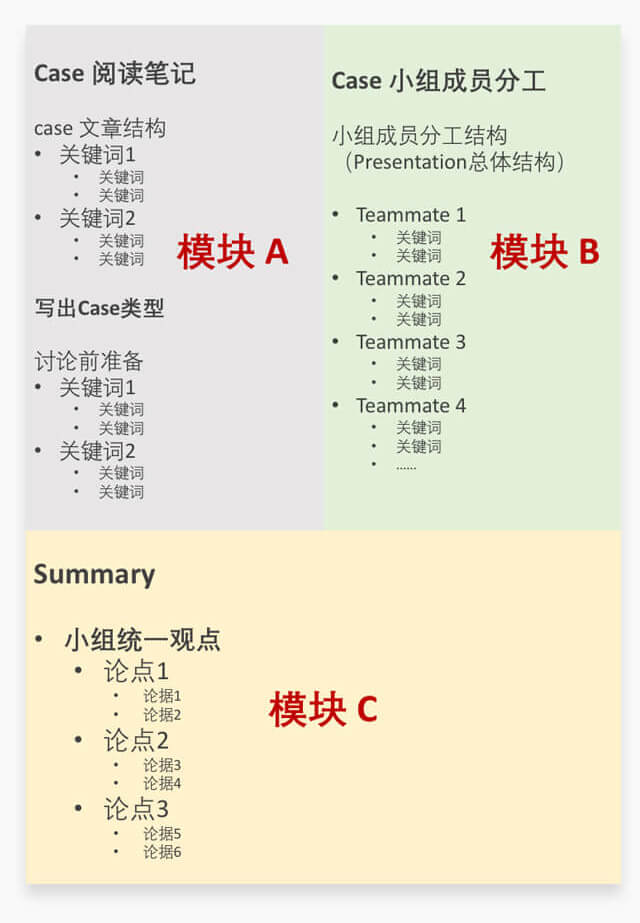 Case 阅读笔记
case 文章结构
• 关键词1
• 关键词
• 关键词
• 关键词2
• 关键词
• 关键词
模块 A
写出Case类型
讨论前准备
• 关键词1
• 关键词
• 关键词
• 关键词2
• 关键词
• 关键词
Case 小组成员分工
小组成员分工结构
（Presentation总体结构）
• Teammate 1
• 关键词
• 关键词
模块 B
• Teammate 2
• 关键词
• 关键词
• Teammate 3
• 关键词
• 关键词
• Teammate 4
• 关键词
• 关键词
• ......
Summary
• 小组统一观点
• 论点1
• 论据1
• 论据2
模块 C
• 论点2
• 论据3
• 论据4
• 论点3
• 论据5
• 论据6